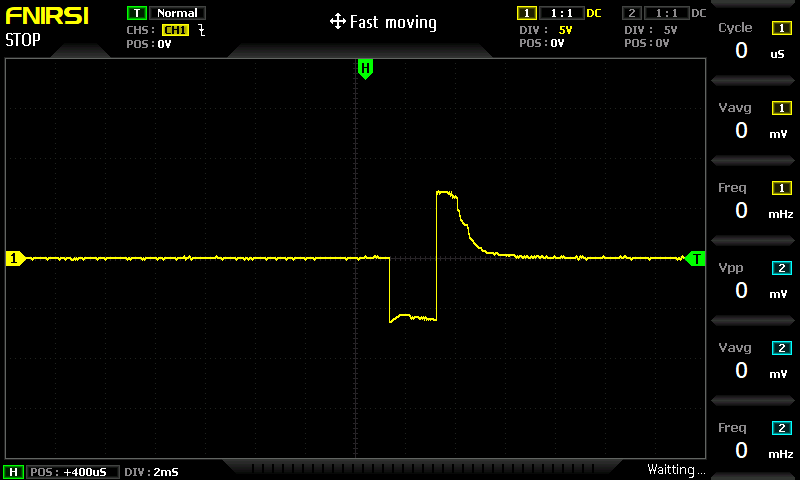 FNIRSI
STOP
T Normal
CHS: CH1
POS: 0V
Fast moving
1 1:1 DC
DIV: 5V
POS: 0V
2 1:1 DC
DIV: 5V
POS: 0V
H
1
T
Cycle 1
0 uS
Vavg 1
0 mV
Freq 1
0 mHz
Vpp 2
0 mV
Vavg 2
0 mV
Freq 2
0 mHz
H POS: +400uS DIV: 2mS
Waitting...